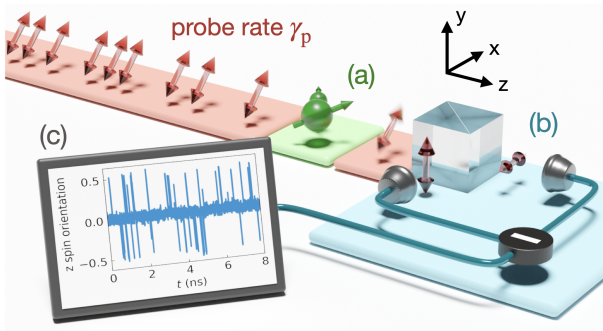 probe rate γp
(a)
y
x
z
(b)
(c)
z spin orientation
0.5
0.0
−0.5
0 2 4 6 8
t (ns)